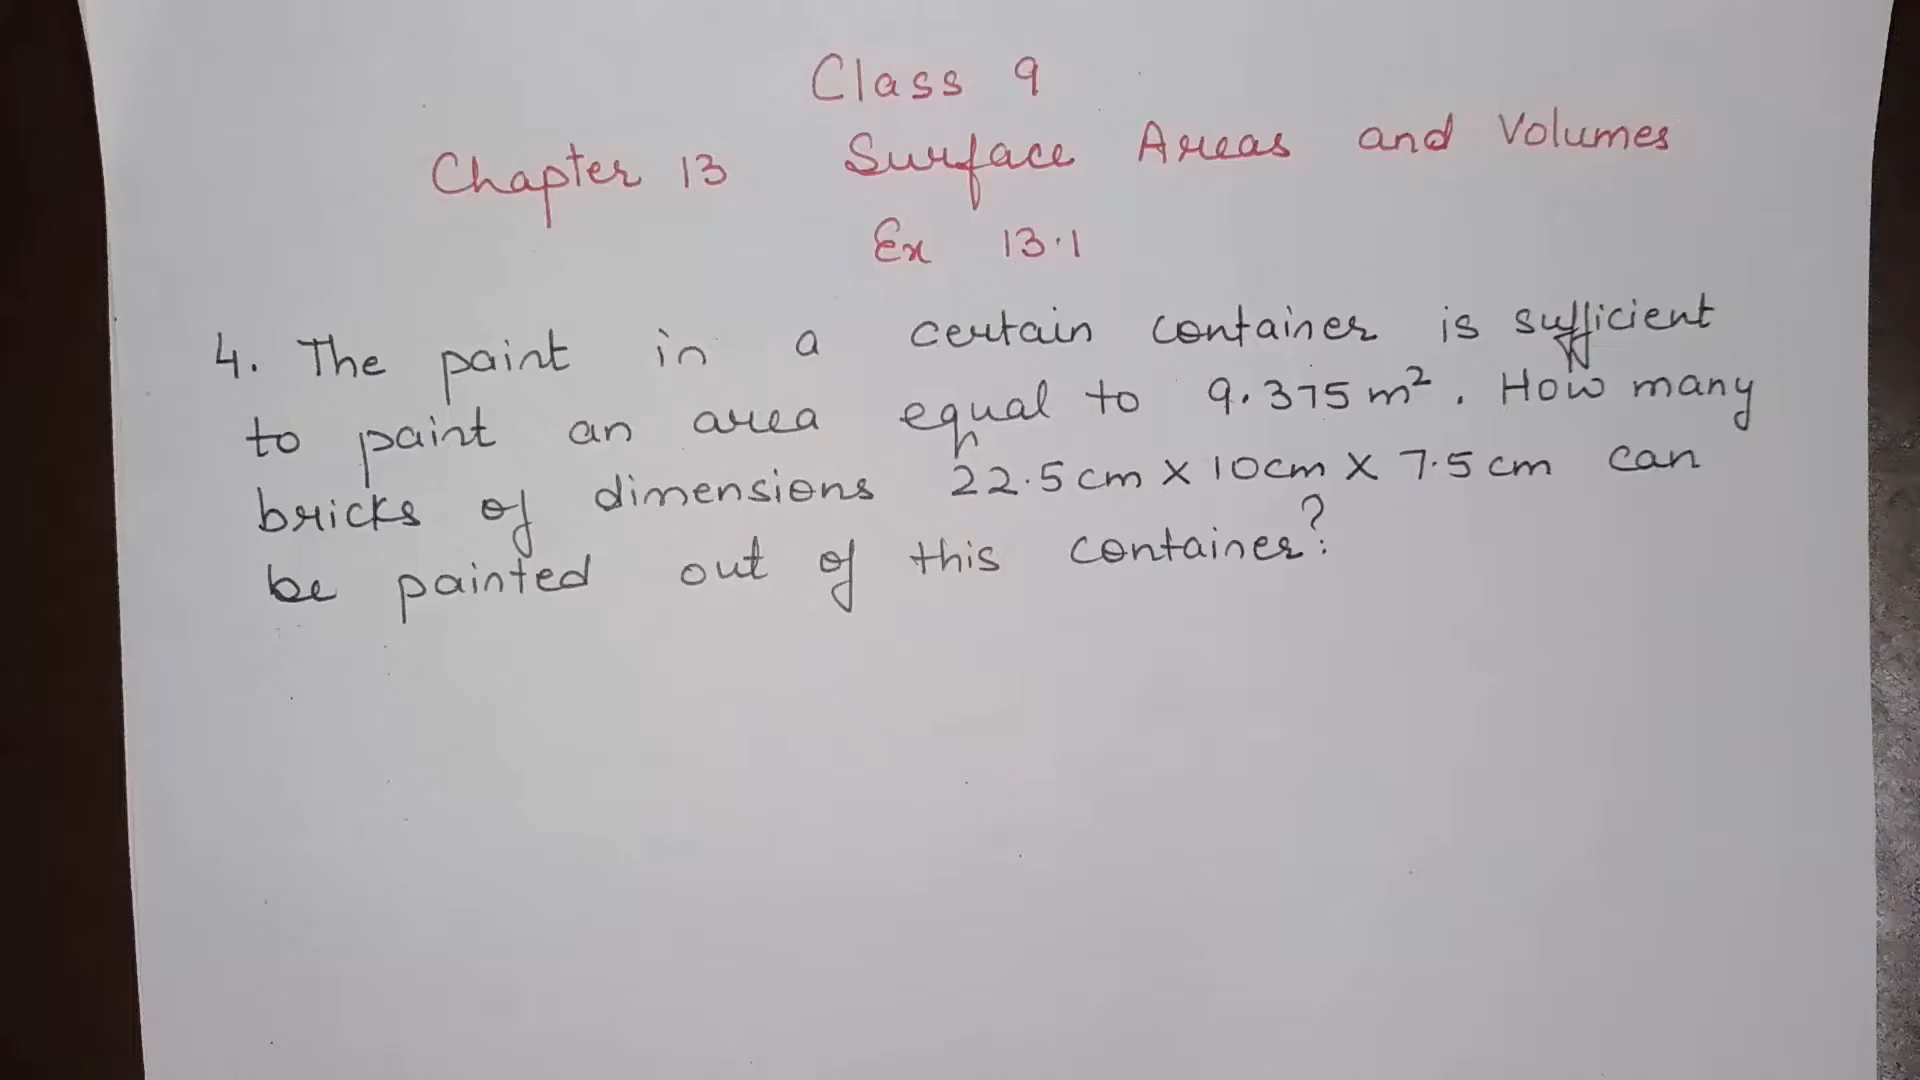 Class 9
Chapter 13 Surface Areas and Volumes
Ex 13.1
4. The paint in a certain container is sufficient
to paint an area equal to 9.375 m². How many
bricks of dimensions 22.5 cm X 10cm X 7.5 cm can
be painted out of this container?